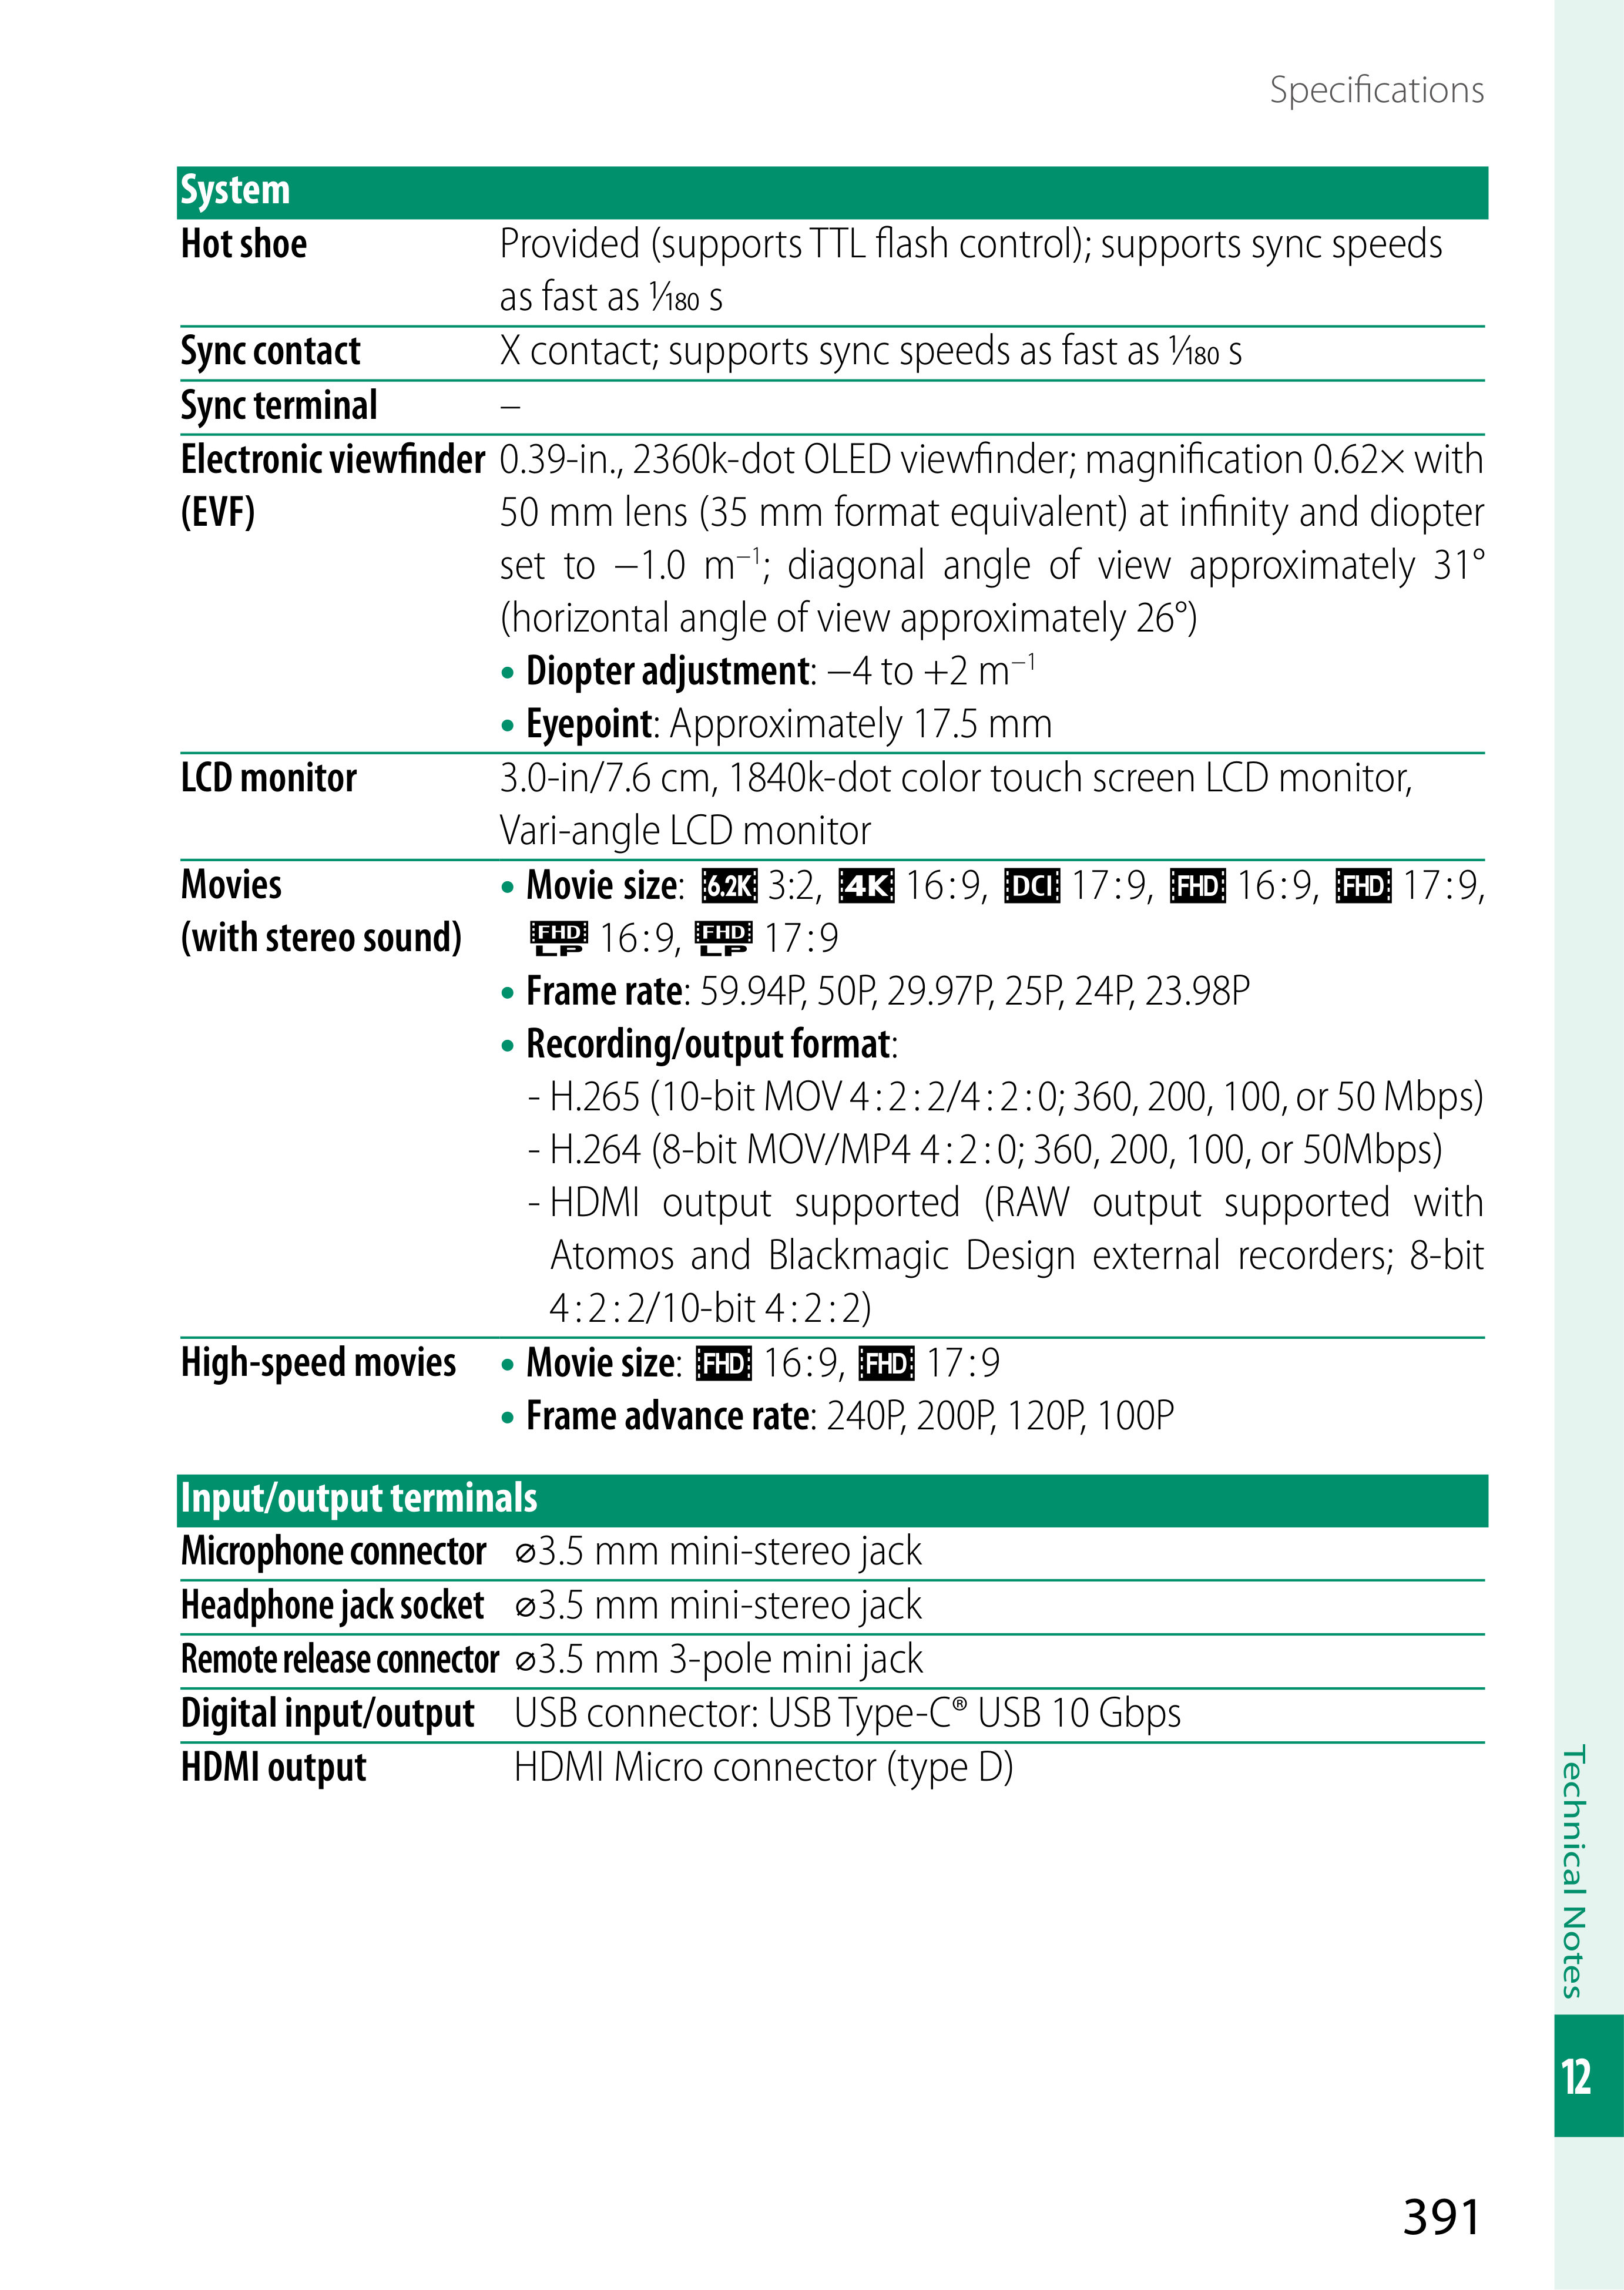 Specifications
System
Hot shoe Provided (supports TTL flash control); supports sync speeds
as fast as 1/180 s
Sync contact X contact; supports sync speeds as fast as 1/180 s
Sync terminal –
Electronic viewfinder 0.39-in., 2360k-dot OLED viewfinder; magnification 0.62× with
(EVF) 50 mm lens (35 mm format equivalent) at infinity and diopter
set to −1.0 m⁻¹; diagonal angle of view approximately 31°
(horizontal angle of view approximately 26°)
• Diopter adjustment: −4 to +2 m⁻¹
• Eyepoint: Approximately 17.5 mm
LCD monitor 3.0-in/7.6 cm, 1840k-dot color touch screen LCD monitor,
Vari-angle LCD monitor
Movies • Movie size: 6.2K 3:2, 4K 16:9, DCI 17:9, FHD 16:9, FHD 17:9,
(with stereo sound) FHD LP 16:9, FHD LP 17:9
• Frame rate: 59.94P, 50P, 29.97P, 25P, 24P, 23.98P
• Recording/output format:
- H.265 (10-bit MOV 4:2:2/4:2:0; 360, 200, 100, or 50 Mbps)
- H.264 (8-bit MOV/MP4 4:2:0; 360, 200, 100, or 50Mbps)
- HDMI output supported (RAW output supported with
Atomos and Blackmagic Design external recorders; 8-bit
4:2:2/10-bit 4:2:2)
High-speed movies • Movie size: FHD 16:9, FHD 17:9
• Frame advance rate: 240P, 200P, 120P, 100P
Input/output terminals
Microphone connector ⌀3.5 mm mini-stereo jack
Headphone jack socket ⌀3.5 mm mini-stereo jack
Remote release connector ⌀3.5 mm 3-pole mini jack
Digital input/output USB connector: USB Type-C® USB 10 Gbps
HDMI output HDMI Micro connector (type D)
Technical Notes
12
391